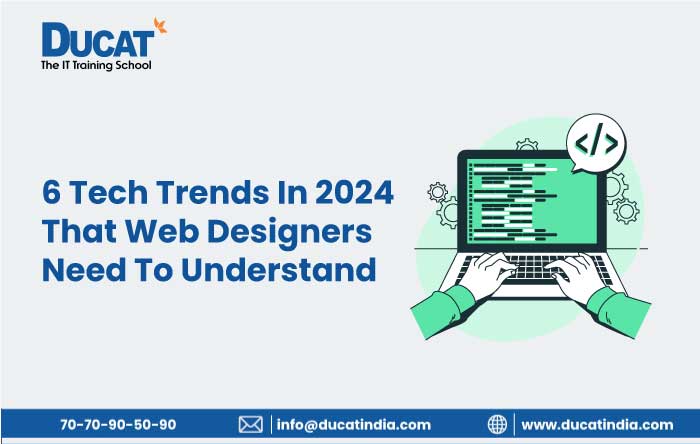 DUCAT
The IT Training School
6 Tech Trends In 2024
That Web Designers
Need To Understand
</>
70-70-90-50-90
info@ducatindia.com
www.ducatindia.com